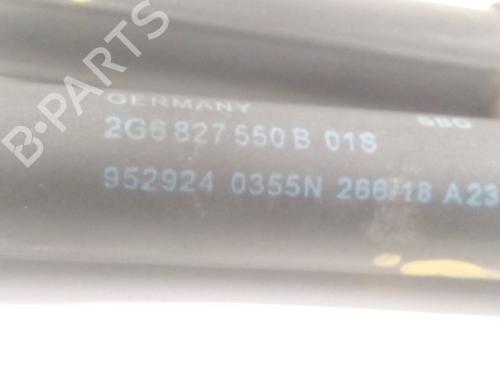 B-PARTS
GERMANY
2G6 827 550 B 01S
952924 0355N 266/18 A23